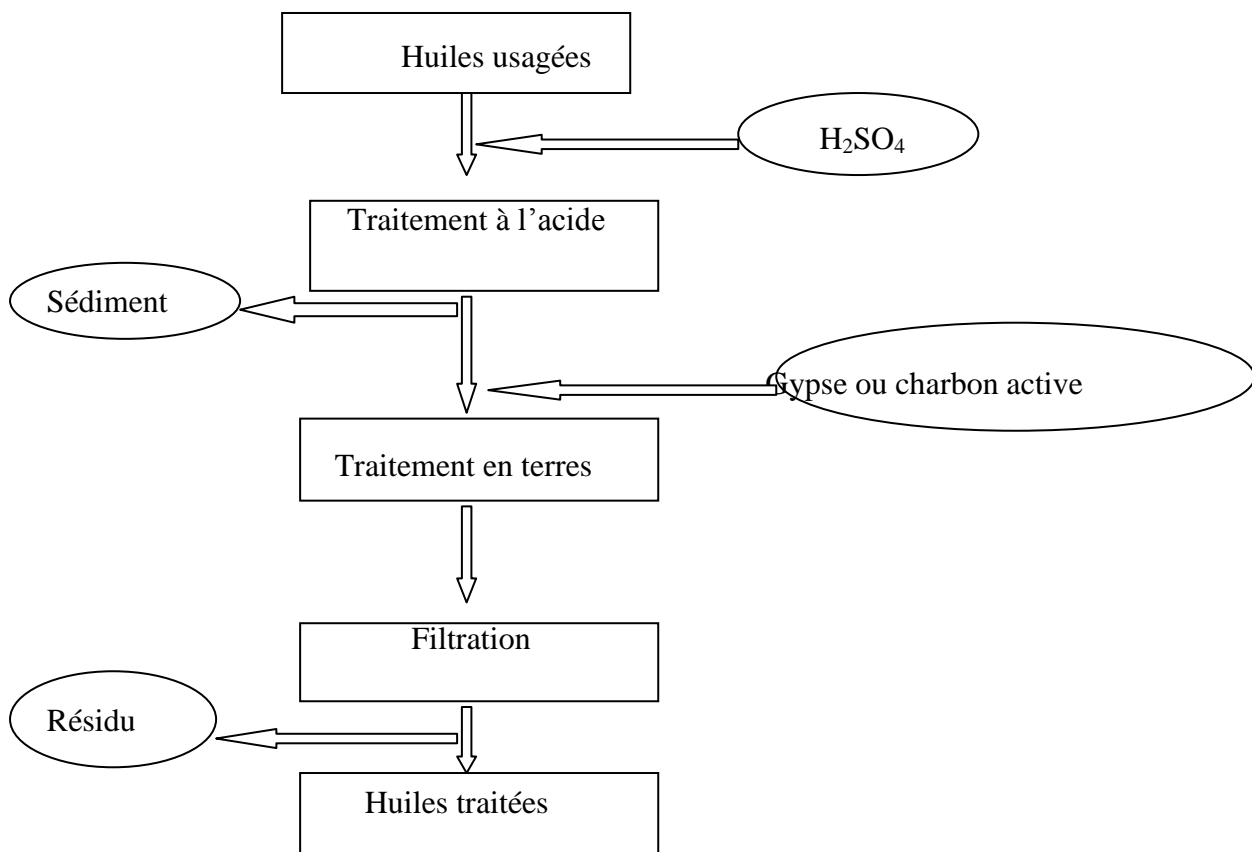 Huiles usagées
H₂SO₄
Traitement à l’acide
Sédiment
Gypse ou charbon active
Traitement en terres
Filtration
Résidu
Huiles traitées